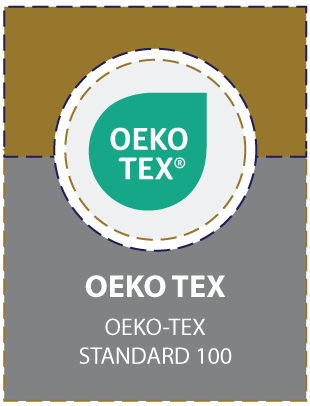 OEKO
TEX®
OEKO TEX
OEKO-TEX
STANDARD 100